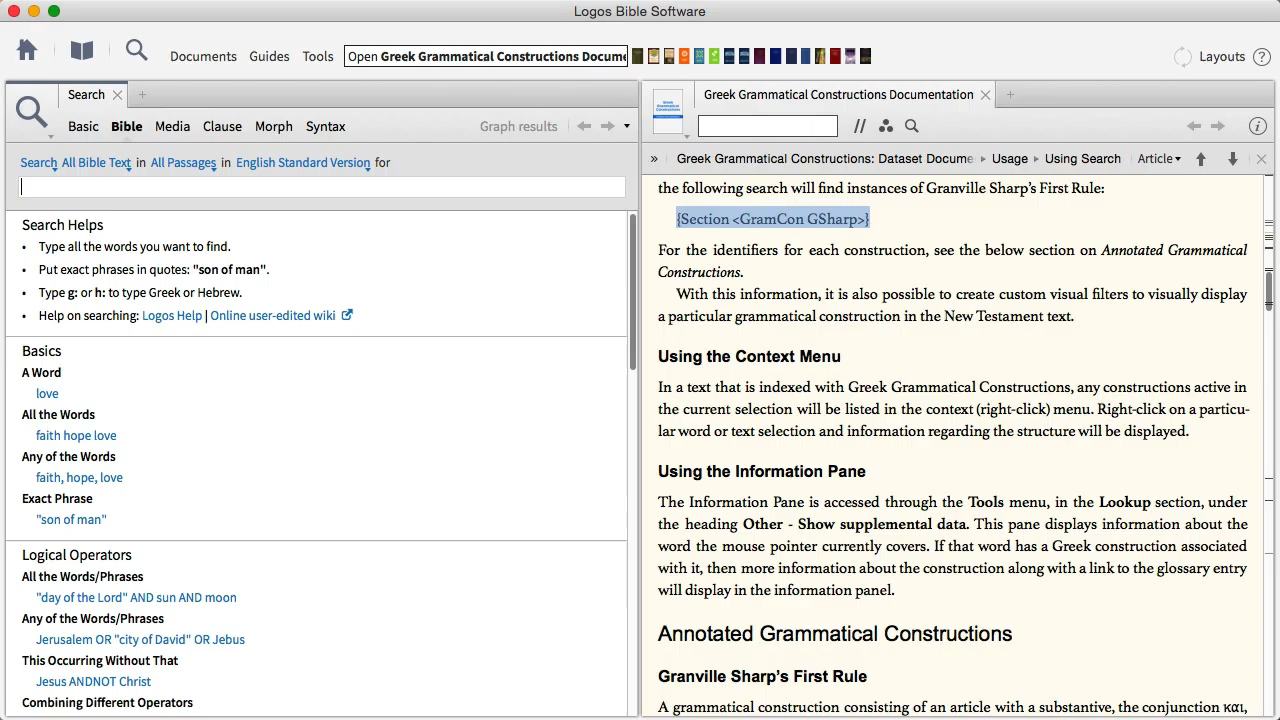 Logos Bible Software
Documents Guides Tools Open Greek Grammatical Constructions Docume Layouts ?
Search
Basic Bible Media Clause Morph Syntax Graph results
Search All Bible Text in All Passages in English Standard Version for
Search Helps
• Type all the words you want to find.
• Put exact phrases in quotes: "son of man".
• Type g: or h: to type Greek or Hebrew.
• Help on searching: Logos Help | Online user-edited wiki
Basics
A Word
love
All the Words
faith hope love
Any of the Words
faith, hope, love
Exact Phrase
"son of man"
Logical Operators
All the Words/Phrases
"day of the Lord" AND sun AND moon
Any of the Words/Phrases
Jerusalem OR "city of David" OR Jebus
This Occurring Without That
Jesus ANDNOT Christ
Combining Different Operators
Greek Grammatical Constructions Documentation
» Greek Grammatical Constructions: Dataset Docume Usage Using Search Article
the following search will find instances of Granville Sharp's First Rule:
{Section <GramCon GSharp>}
For the identifiers for each construction, see the below section on Annotated Grammatical
Constructions.
With this information, it is also possible to create custom visual filters to visually display
a particular grammatical construction in the New Testament text.
Using the Context Menu
In a text that is indexed with Greek Grammatical Constructions, any constructions active in
the current selection will be listed in the context (right-click) menu. Right-click on a particu-
lar word or text selection and information regarding the structure will be displayed.
Using the Information Pane
The Information Pane is accessed through the Tools menu, in the Lookup section, under
the heading Other - Show supplemental data. This pane displays information about the
word the mouse pointer currently covers. If that word has a Greek construction associated
with it, then more information about the construction along with a link to the glossary entry
will display in the information panel.
Annotated Grammatical Constructions
Granville Sharp's First Rule
A grammatical construction consisting of an article with a substantive, the conjunction και,